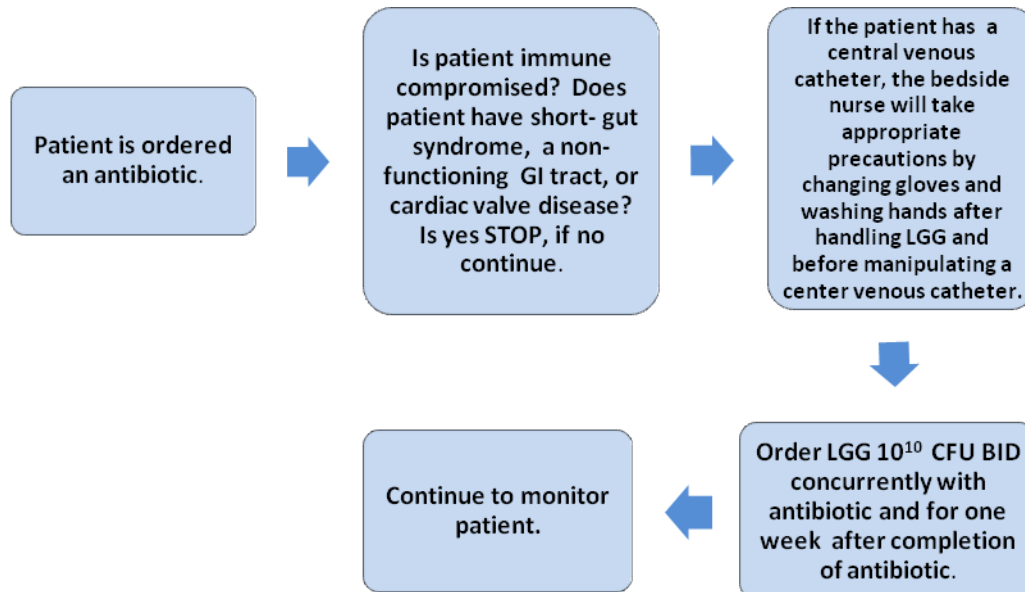 Patient is ordered
an antibiotic.
Is patient immune
compromised?  Does
patient have short- gut
syndrome, a non-
functioning  GI tract, or
cardiac valve disease?
Is yes STOP, if no
continue.
If the patient has  a
central venous
catheter, the bedside
nurse will take
appropriate
precautions by
changing gloves and
washing hands after
handling LGG and
before manipulating a
center venous catheter.
Order LGG 10¹⁰  CFU BID
concurrently with
antibiotic and for one
week  after completion
of antibiotic.
Continue to monitor
patient.